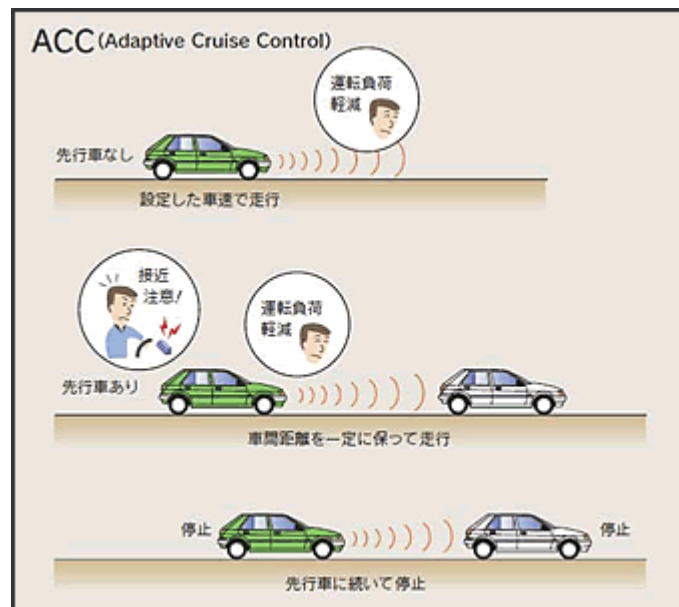 ACC (Adaptive Cruise Control)
運転負荷
軽減
先行車なし
設定した車速で走行
接近
注意!
運転負荷
軽減
先行車あり
車間距離を一定に保って走行
停止
停止
先行車に続いて停止